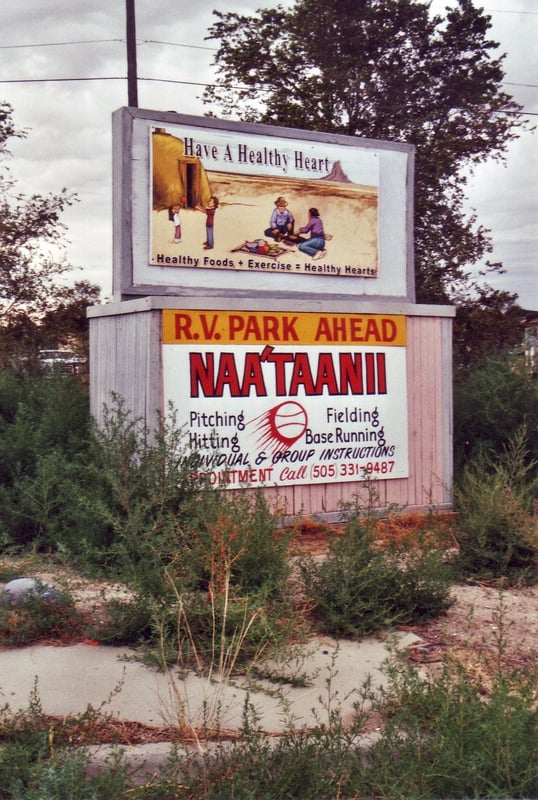 Have A Healthy Heart
Healthy Foods + Exercise = Healthy Hearts
R.V. PARK AHEAD
NAA'TAANII
Pitching Fielding
Hitting Base Running
INDIVIDUAL & GROUP INSTRUCTIONS
POINTMENT Call (505) 331-9487